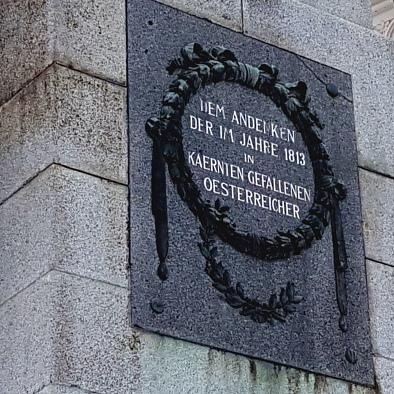 DEM ANDENKEN
DER IM JAHRE 1813
IN
KAERNTEN GEFALLENEN
OESTERREICHER